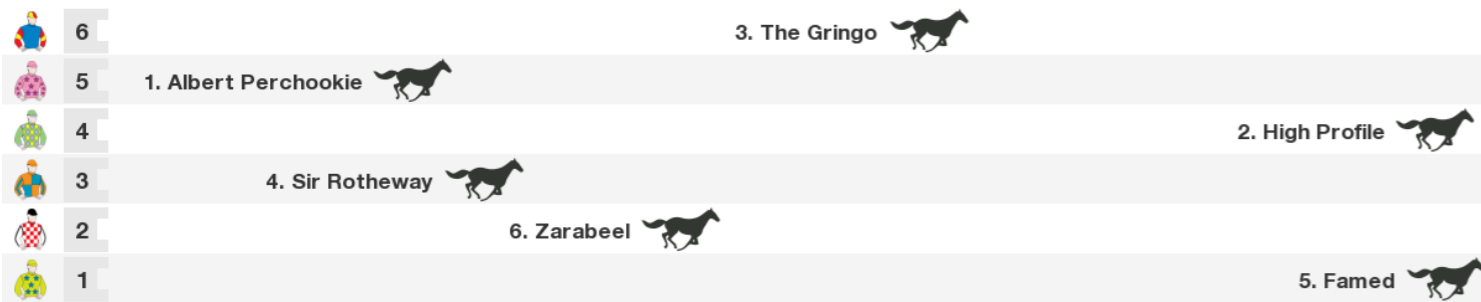 6 3. The Gringo
5 1. Albert Perchookie
4 2. High Profile
3 4. Sir Rotheway
2 6. Zarabeel
1 5. Famed